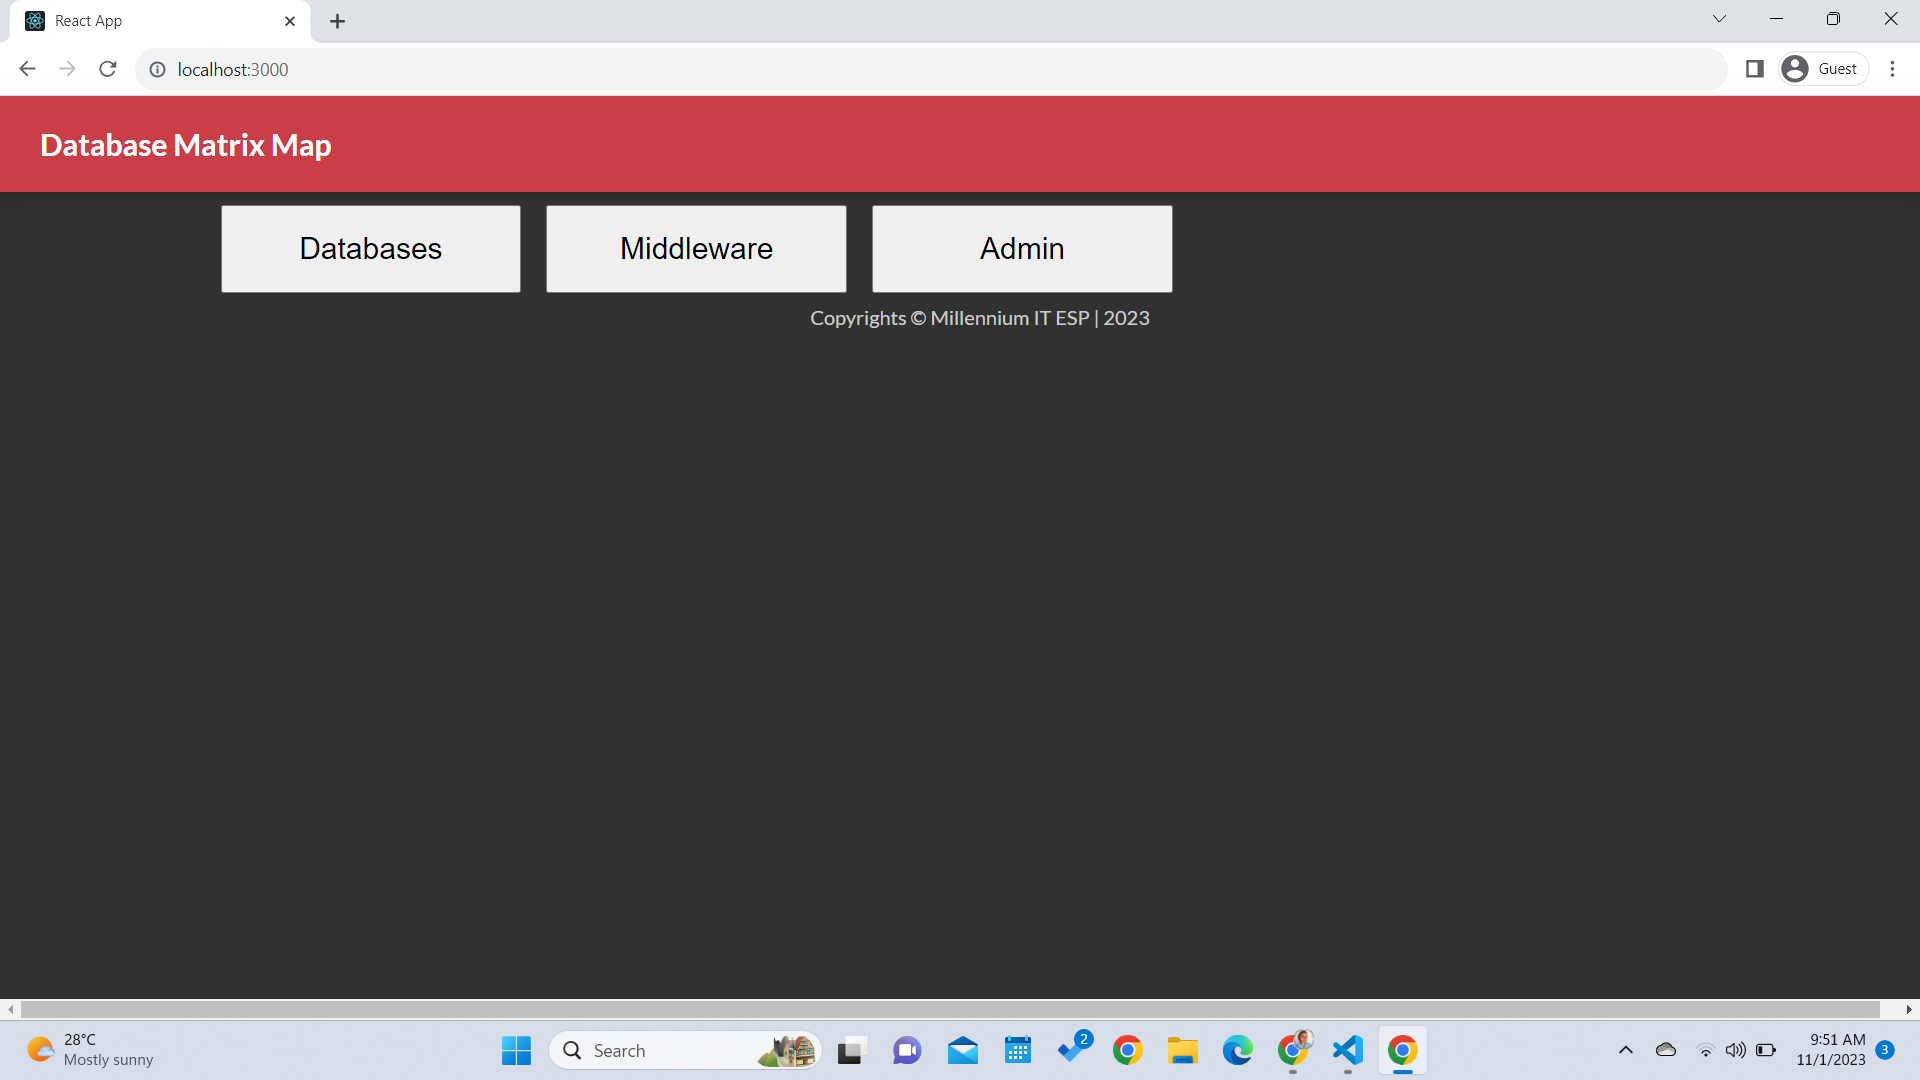 React App
localhost:3000
Guest
Database Matrix Map
Databases
Middleware
Admin
Copyrights © Millennium IT ESP | 2023
28°C
Mostly sunny
Search
2
9:51 AM
11/1/2023
3